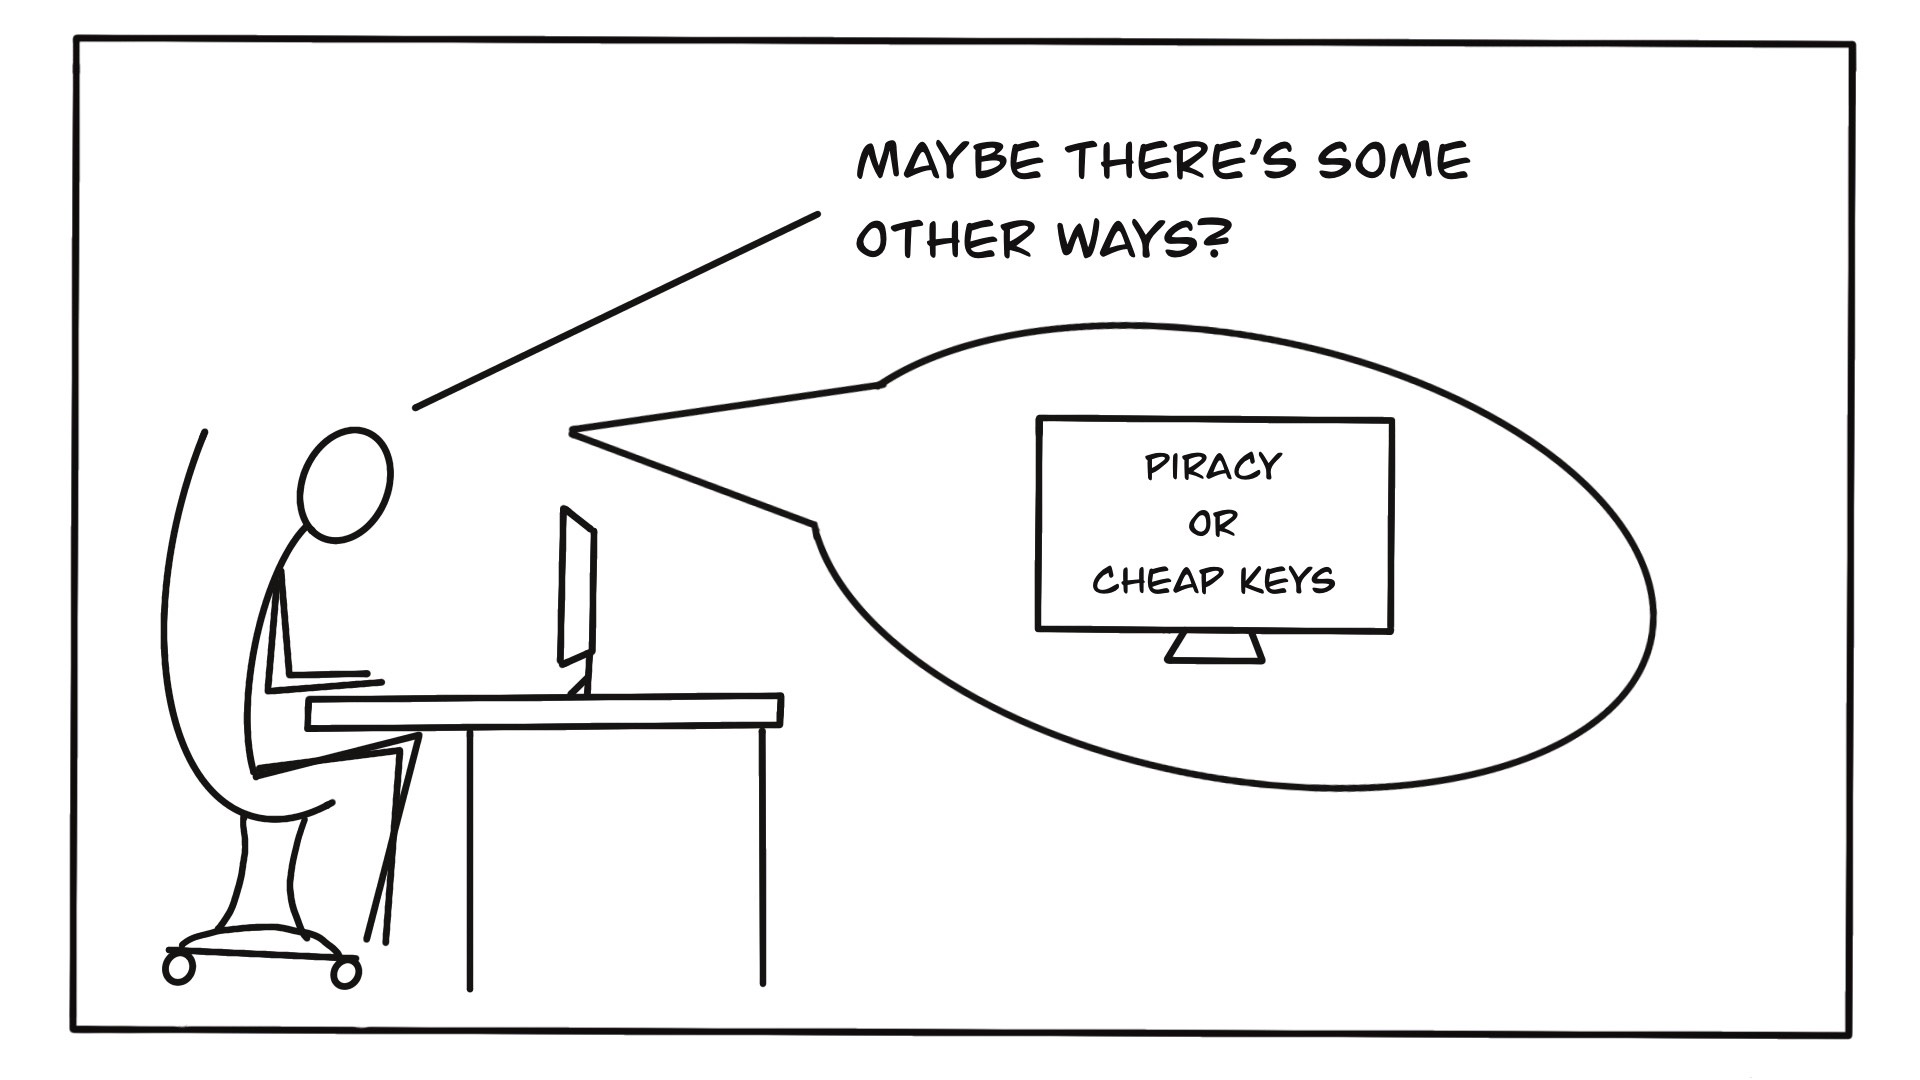 MAYBE THERE'S SOME
OTHER WAYS?
PIRACY
OR
CHEAP KEYS